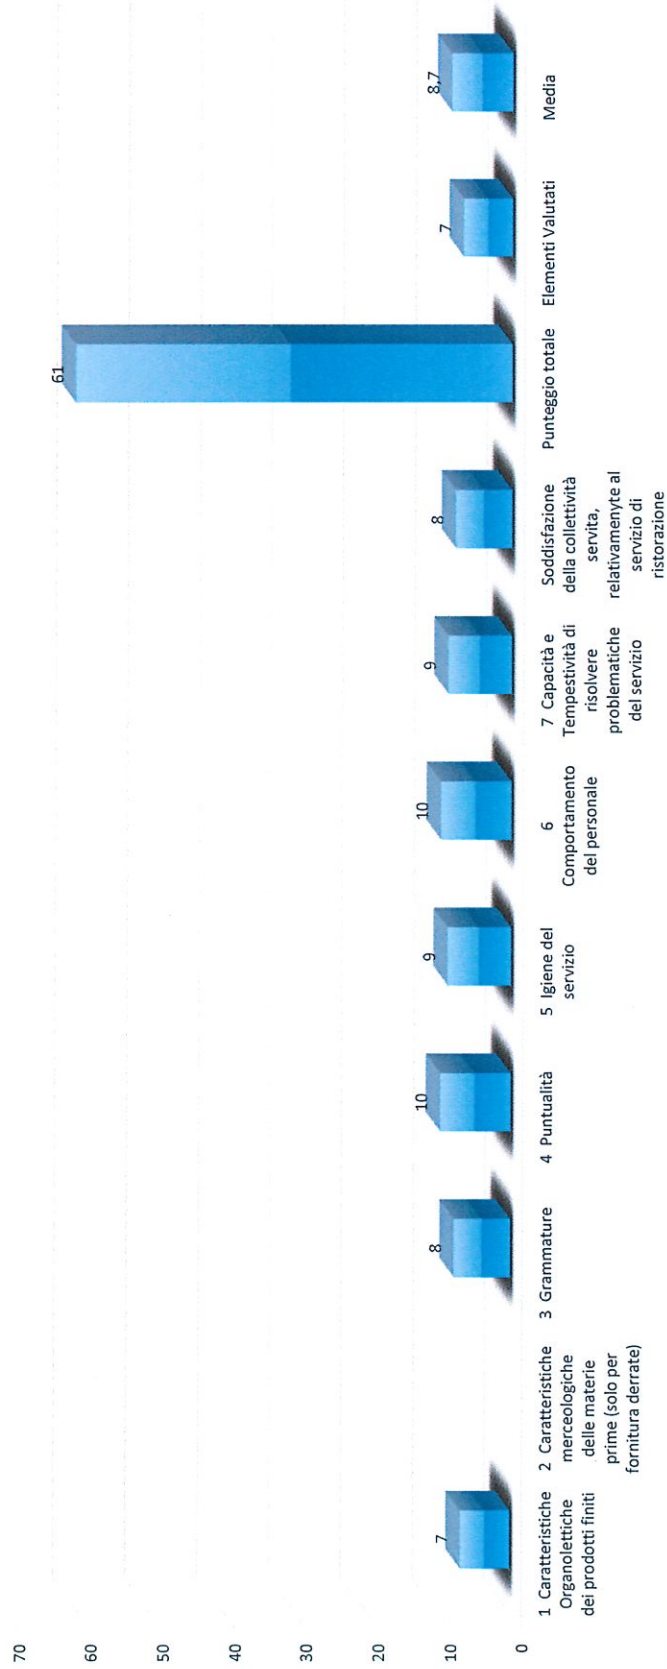 70
60
50
40
30
20
10
0
7
8
10
9
10
9
8
61
7
8,7
1 Caratteristiche
Organolettiche
dei prodotti finiti
2 Caratteristiche
merceologiche
delle materie
prime (solo per
fornitura derrate)
3 Grammature
4 Puntualità
5 Igiene del
servizio
6
Comportamento
del personale
7 Capacità e
Tempestività di
risolvere
problematiche
del servizio
Soddisfazione
della collettività
servita,
relativamenyte al
servizio di
ristorazione
Punteggio totale
Elementi Valutati
Media